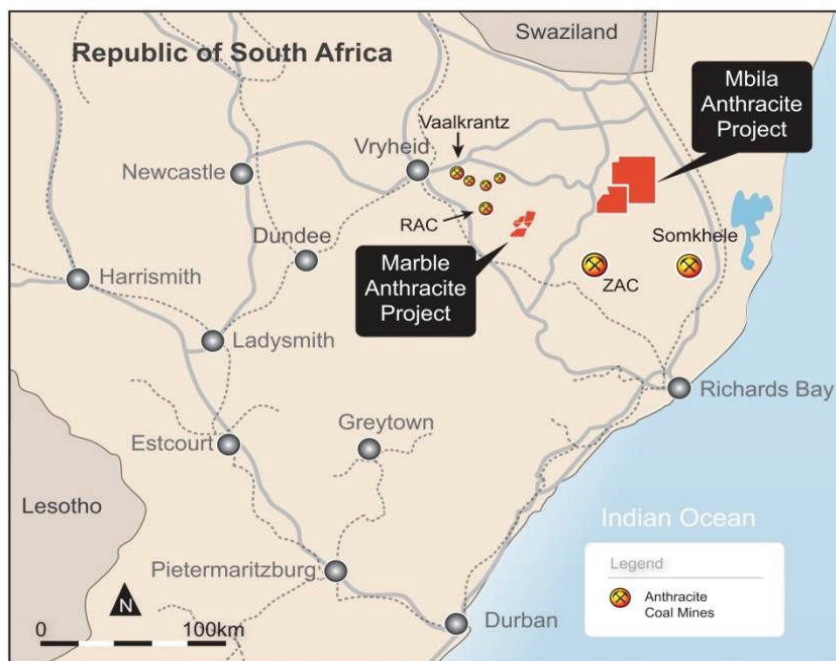 Republic of South Africa
Swaziland
Mbila
Anthracite
Project
Vaalkrantz
Vryheid
Newcastle
RAC
Dundee
Somkhele
Marble
Anthracite
Project
ZAC
Harrismith
Ladysmith
Richards Bay
Greytown
Estcourt
Lesotho
Indian Ocean
Legend
Anthracite
Coal Mines
Pietermaritzburg
N
Durban
0 100km